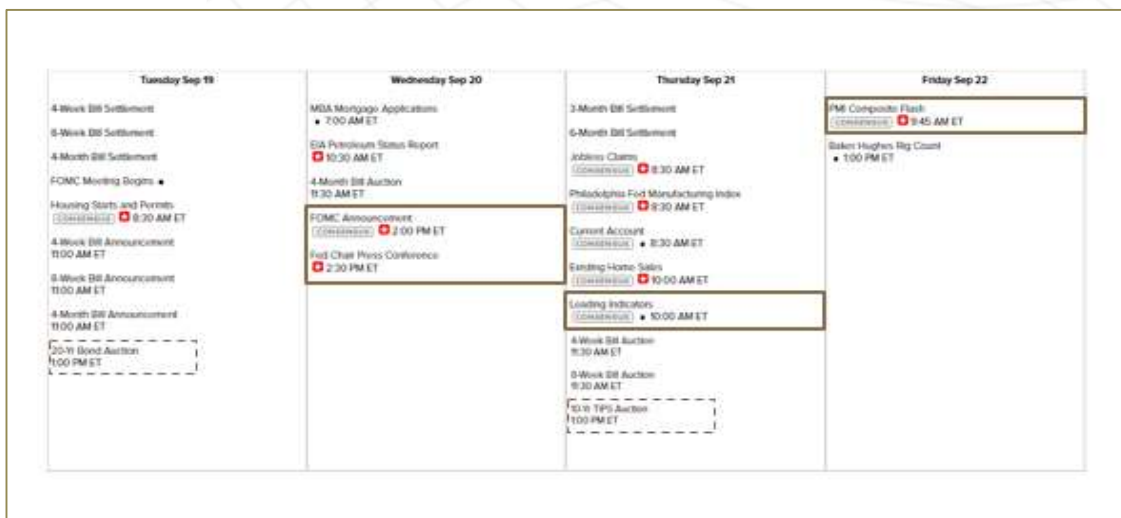 Tuesday Sep 19
4-Week Bill Settlement
8-Week Bill Settlement
4-Month Bill Settlement
FOMC Meeting Begins
Housing Starts and Permits
CONSENSUS 8:30 AM ET
4-Week Bill Announcement
11:00 AM ET
8-Week Bill Announcement
11:00 AM ET
4-Month Bill Announcement
11:00 AM ET
20-Yr Bond Auction
1:00 PM ET
Wednesday Sep 20
MBA Mortgage Applications
7:00 AM ET
EIA Petroleum Status Report
10:30 AM ET
4-Month Bill Auction
11:30 AM ET
FOMC Announcement
CONSENSUS 2:00 PM ET
Fed Chair Press Conference
2:30 PM ET
Thursday Sep 21
3-Month Bill Settlement
6-Month Bill Settlement
Jobless Claims
CONSENSUS 8:30 AM ET
Philadelphia Fed Manufacturing Index
CONSENSUS 8:30 AM ET
Current Account
CONSENSUS 8:30 AM ET
Existing Home Sales
CONSENSUS 10:00 AM ET
Leading Indicators
CONSENSUS 10:00 AM ET
4-Week Bill Auction
11:30 AM ET
8-Week Bill Auction
11:30 AM ET
10-Yr TIPS Auction
1:00 PM ET
Friday Sep 22
PMI Composite Flash
CONSENSUS 9:45 AM ET
Baker Hughes Rig Count
1:00 PM ET